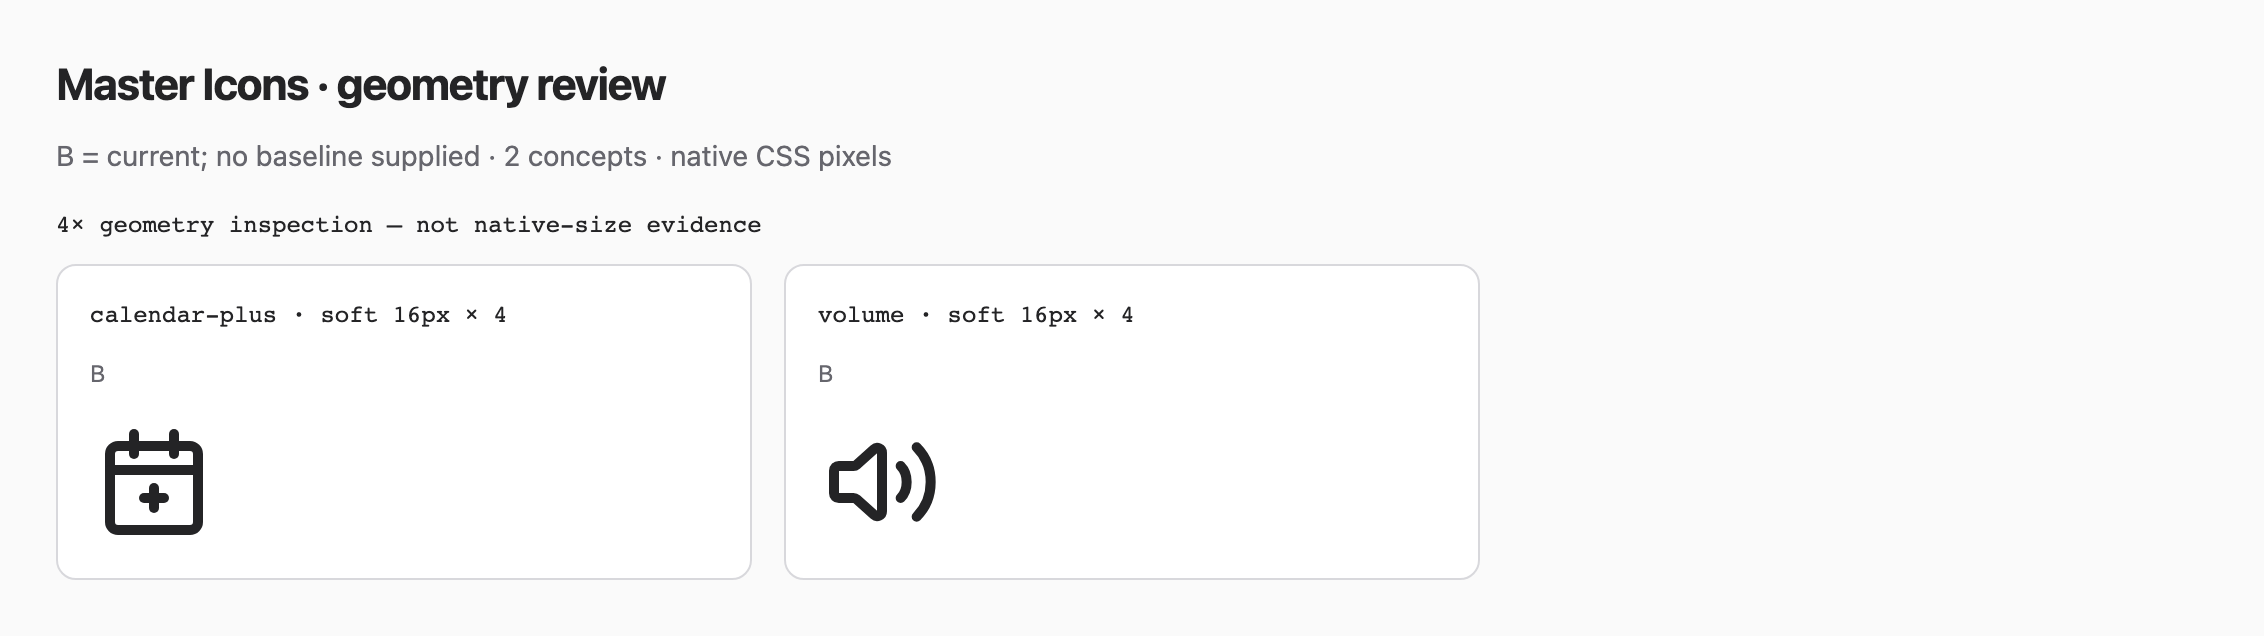 Master Icons · geometry review
B = current; no baseline supplied · 2 concepts · native CSS pixels
4× geometry inspection — not native-size evidence
calendar-plus · soft 16px × 4
B
volume · soft 16px × 4
B